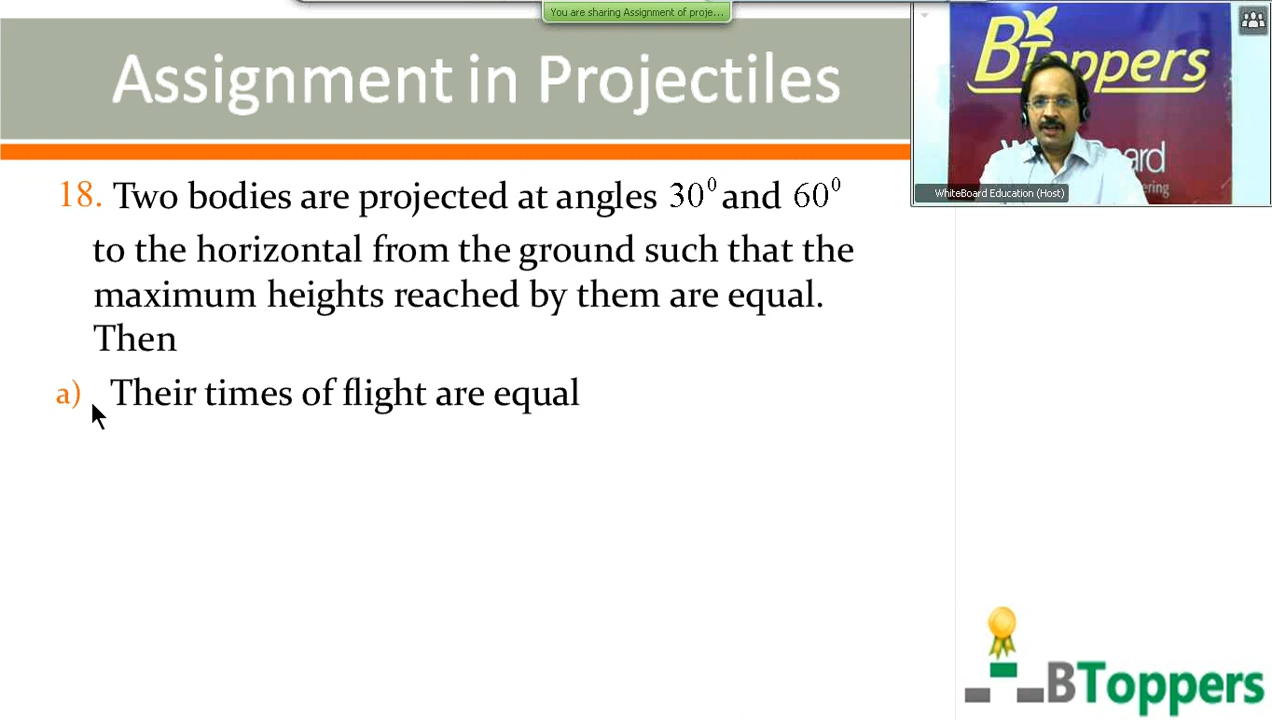 You are sharing Assignment of proje...
Assignment in Projectiles
BToppers
Board
WhiteBoard Education (Host)
18. Two bodies are projected at angles 30⁰ and 60⁰
to the horizontal from the ground such that the
maximum heights reached by them are equal.
Then
a) Their times of flight are equal
BToppers